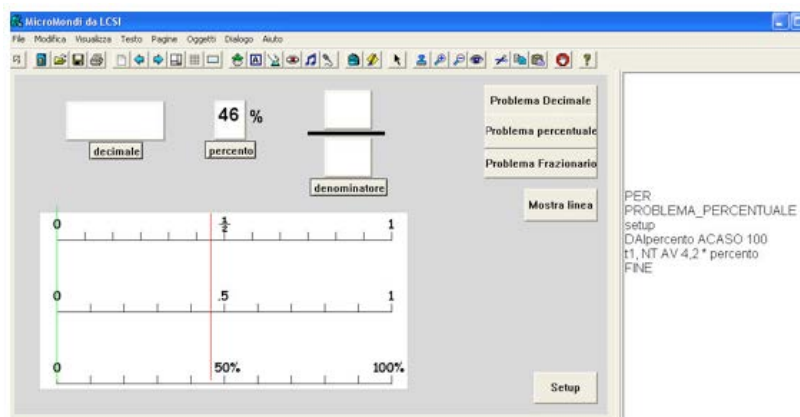 MicroMondi da LCSI
File Modifica Visualizza Testo Pagine Oggetti Dialogo Aiuto
46 %
decimale
percento
denominatore
Problema Decimale
Problema percentuale
Problema Frazionario
Mostra linea
0 1/2 1
0 .5 1
0 50% 100%
Setup
PER
PROBLEMA_PERCENTUALE
setup
DAIpercento ACASO 100
t1, NT AV 4,2 * percento
FINE